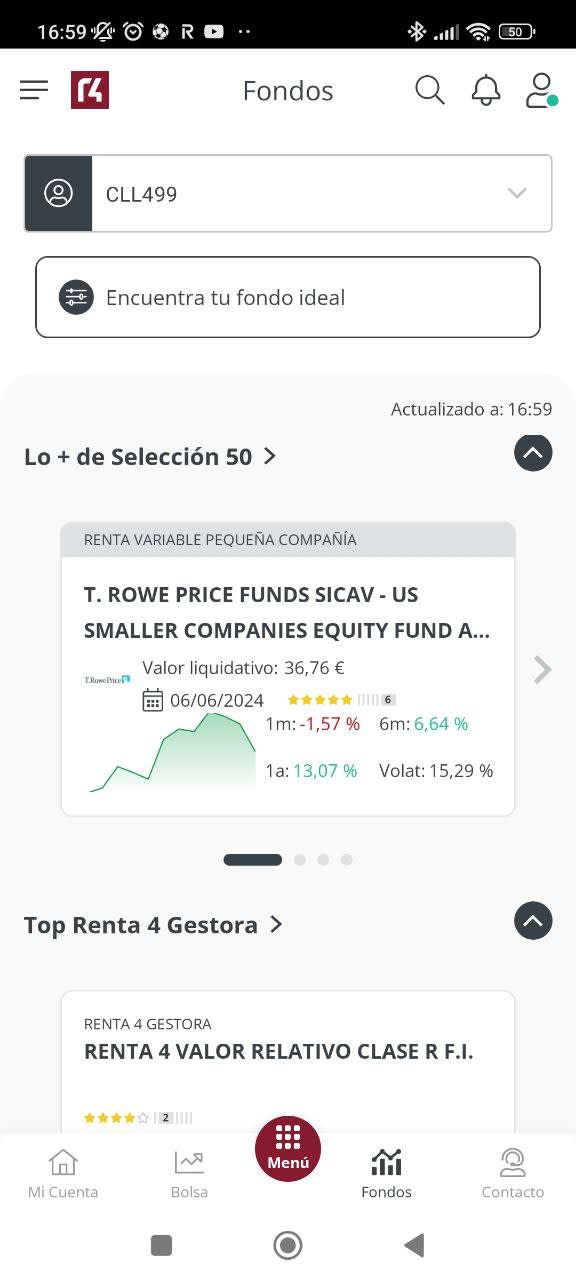 16:59
50
r4
Fondos
CLL499
Encuentra tu fondo ideal
Actualizado a: 16:59
Lo + de Selección 50
RENTA VARIABLE PEQUEÑA COMPAÑÍA
T. ROWE PRICE FUNDS SICAV - US
SMALLER COMPANIES EQUITY FUND A...
T.RowePrice
Valor liquidativo: 36,76 €
06/06/2024
6
1m: -1,57 % 6m: 6,64 %
1a: 13,07 % Volat: 15,29 %
Top Renta 4 Gestora
RENTA 4 GESTORA
RENTA 4 VALOR RELATIVO CLASE R F.I.
2
Menú
Mi Cuenta Bolsa Fondos Contacto